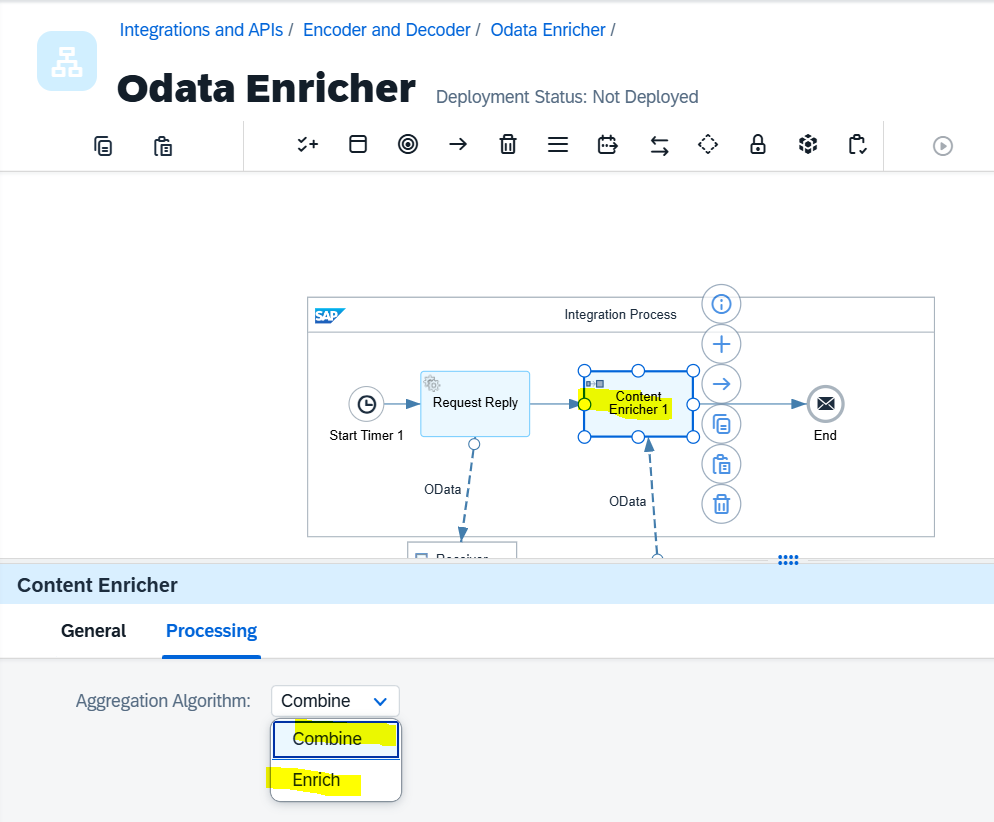 Integrations and APIs / Encoder and Decoder / Odata Enricher /
Odata Enricher Deployment Status: Not Deployed
SAP Integration Process
Request Reply
Content
Enricher 1
Start Timer 1
End
OData
OData
Receiver
Content Enricher
General Processing
Aggregation Algorithm: Combine
Combine
Enrich